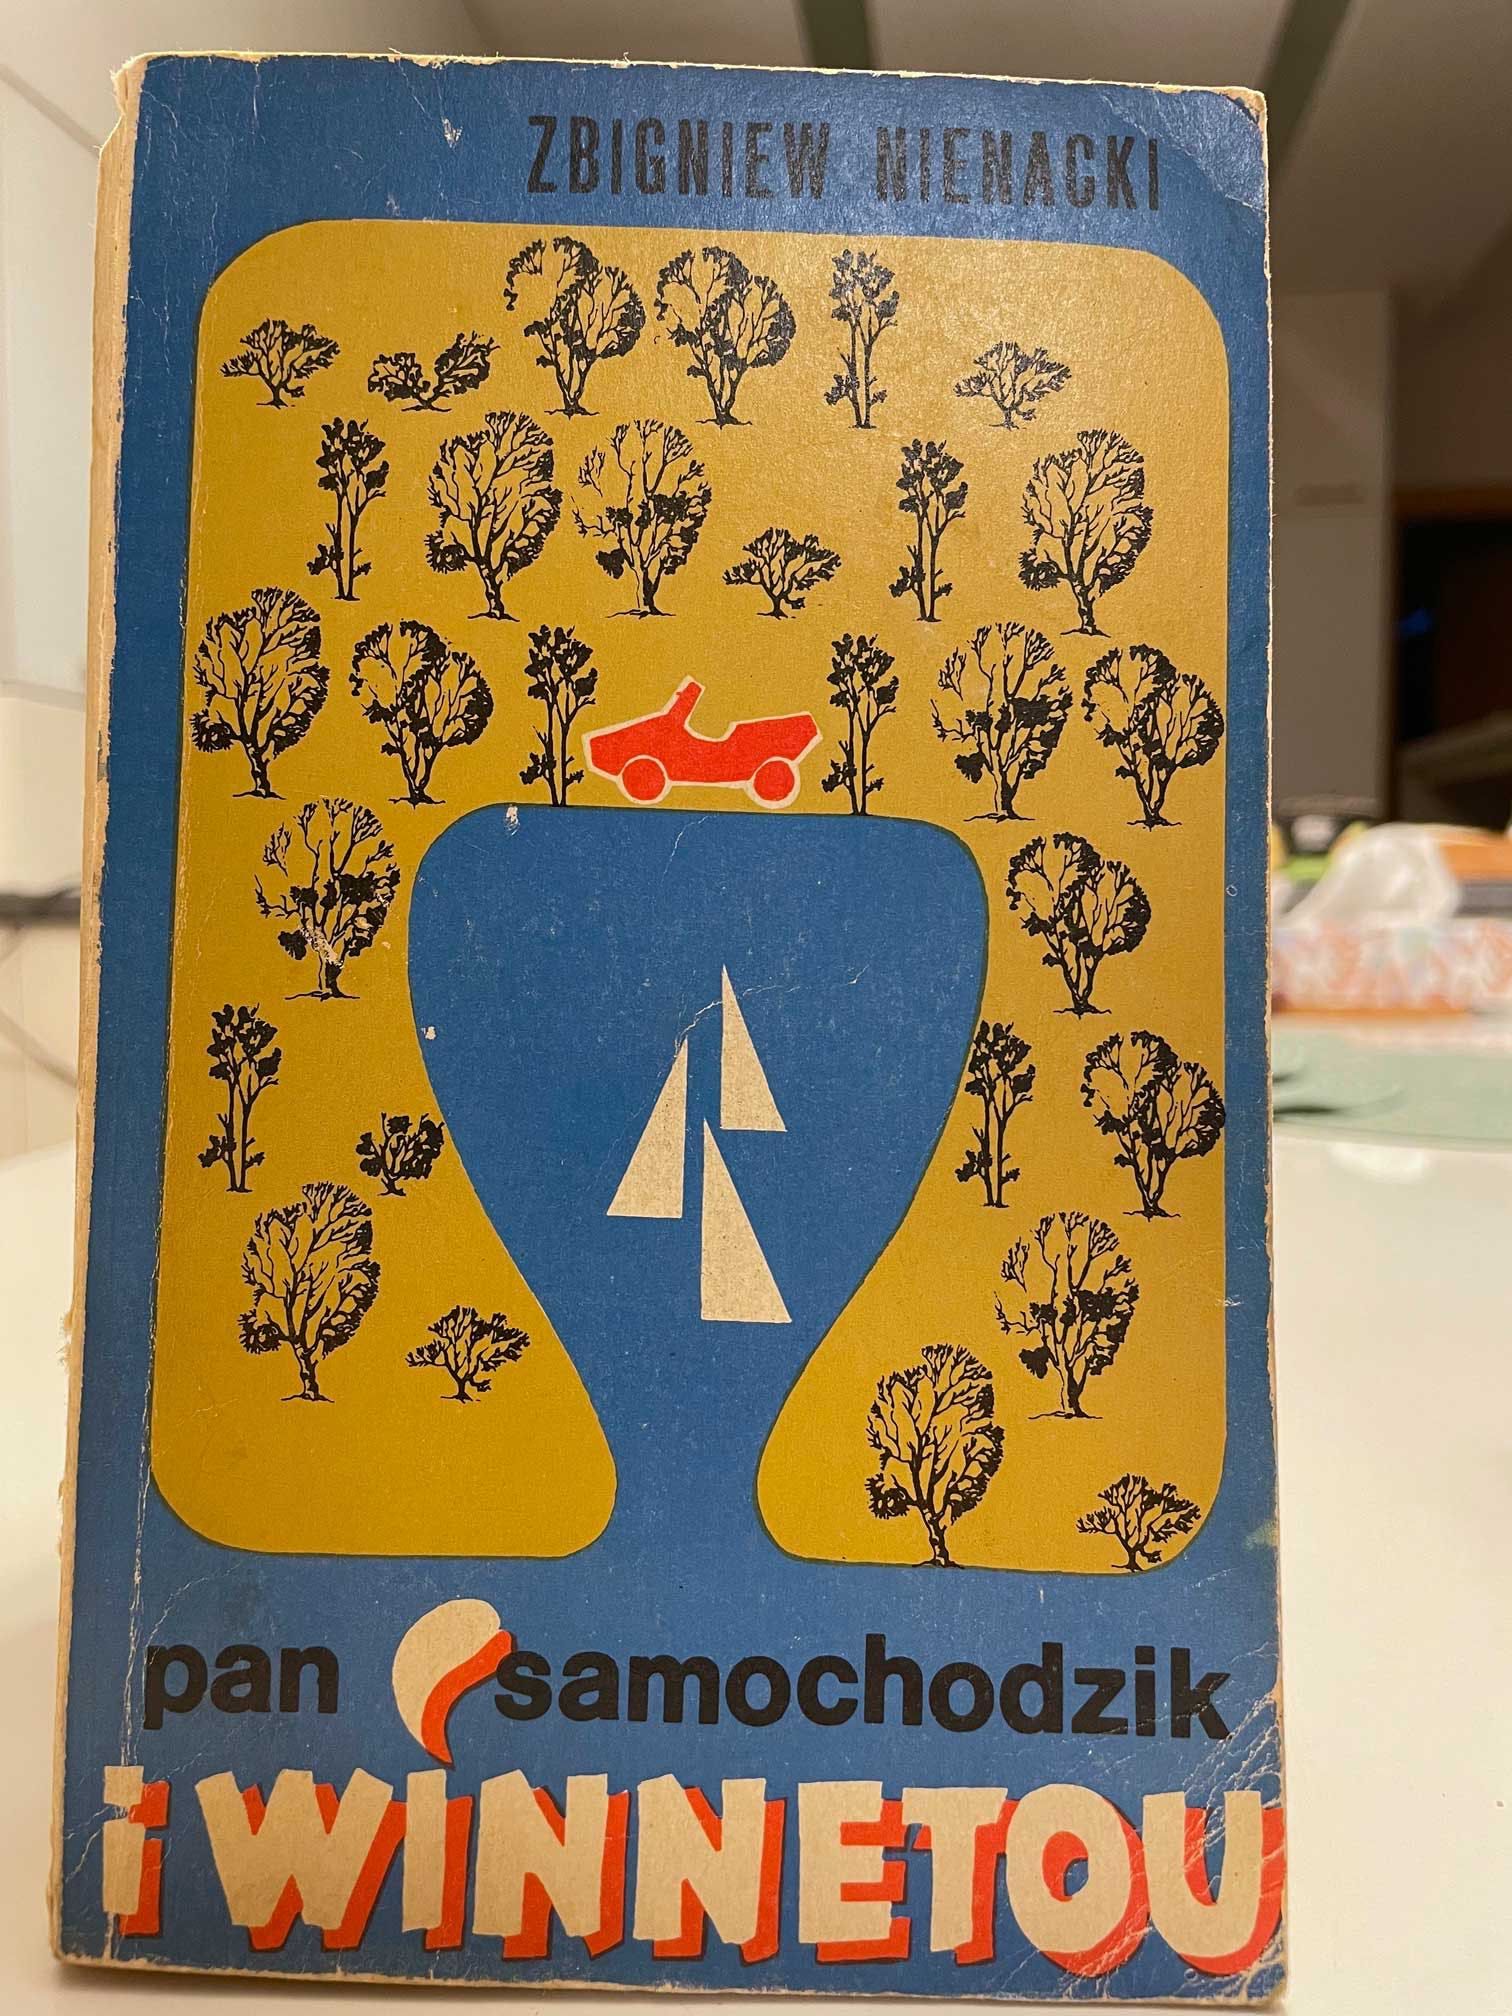 ZBIGNIEW NIENACKI
pan samochodzik
i WINNETOU